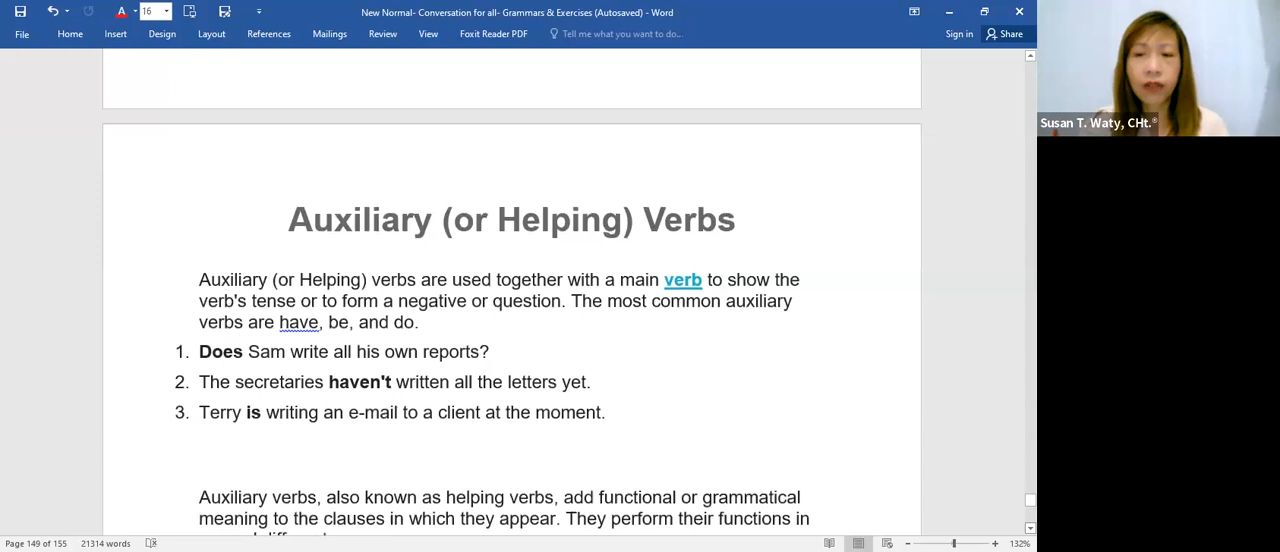 16
New Normal- Conversation for all- Grammars & Exercises (Autosaved) - Word
File Home Insert Design Layout References Mailings Review View Foxit Reader PDF Tell me what you want to do... Sign in Share
Susan T. Waty, CHt.®
Auxiliary (or Helping) Verbs
Auxiliary (or Helping) verbs are used together with a main verb to show the
verb's tense or to form a negative or question. The most common auxiliary
verbs are have, be, and do.
1. Does Sam write all his own reports?
2. The secretaries haven't written all the letters yet.
3. Terry is writing an e-mail to a client at the moment.
Auxiliary verbs, also known as helping verbs, add functional or grammatical
meaning to the clauses in which they appear. They perform their functions in
Page 149 of 155 21314 words 132%